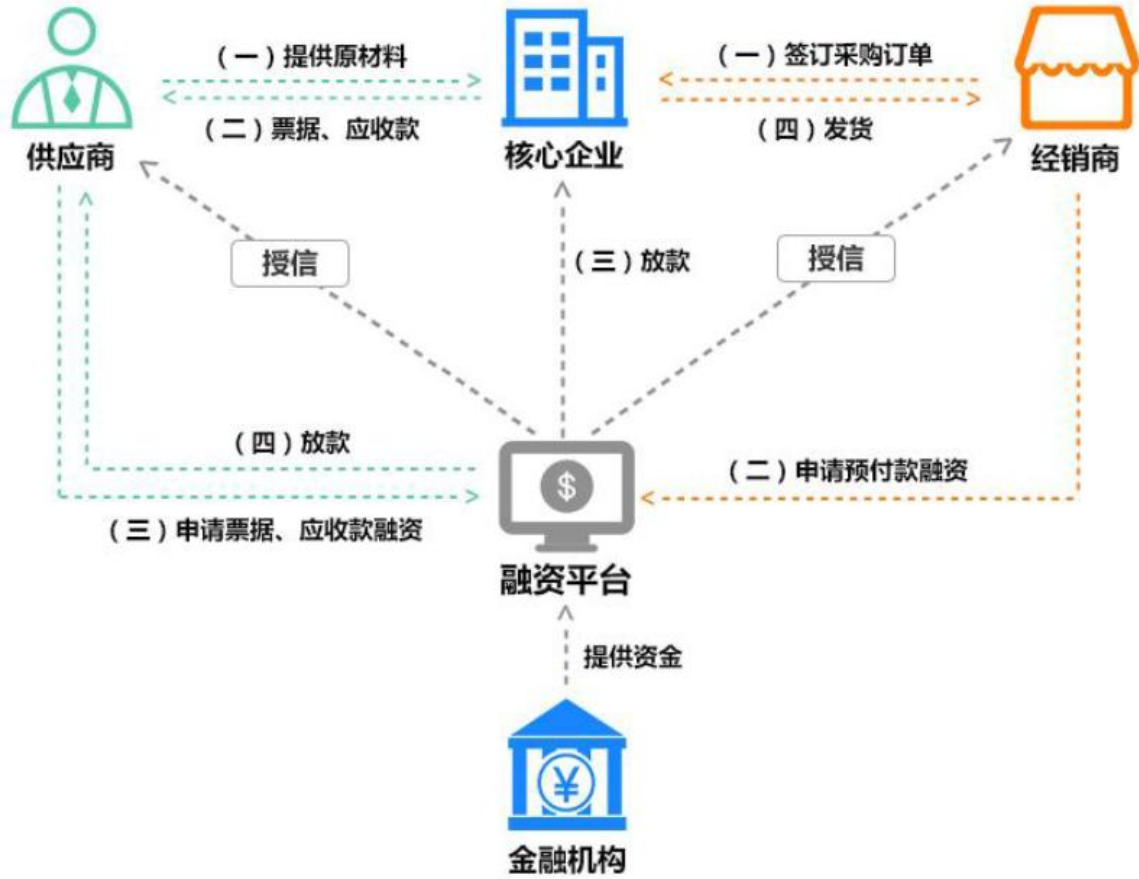 （一）提供原材料
（一）签订采购订单
（二）票据、应收款
（四）发货
供应商
核心企业
经销商
授信
（三）放款
授信
（四）放款
$
（二）申请预付款融资
（三）申请票据、应收款融资
融资平台
提供资金
¥
金融机构